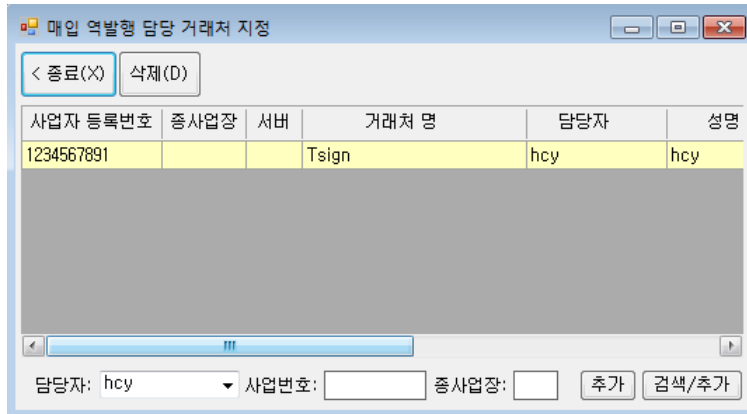 매입 역발행 담당 거래처 지정
< 종료(X) 삭제(D)
사업자 등록번호 종사업장 서버 거래처 명 담당자 성명
1234567891 Tsign hcy hcy
담당자: hcy 사업번호: 종사업장: 추가 검색/추가